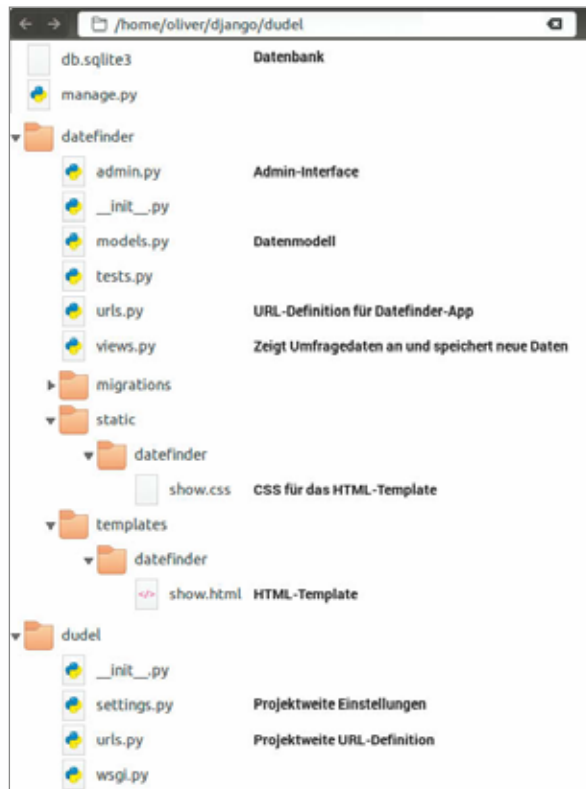 /home/oliver/django/dudel
db.sqlite3 Datenbank
manage.py
datefinder
admin.py Admin-Interface
__init__.py
models.py Datenmodell
tests.py
urls.py URL-Definition für Datefinder-App
views.py Zeigt Umfragedaten an und speichert neue Daten
migrations
static
datefinder
show.css CSS für das HTML-Template
templates
datefinder
show.html HTML-Template
dudel
__init__.py
settings.py Projektweite Einstellungen
urls.py Projektweite URL-Definition
wsgi.py